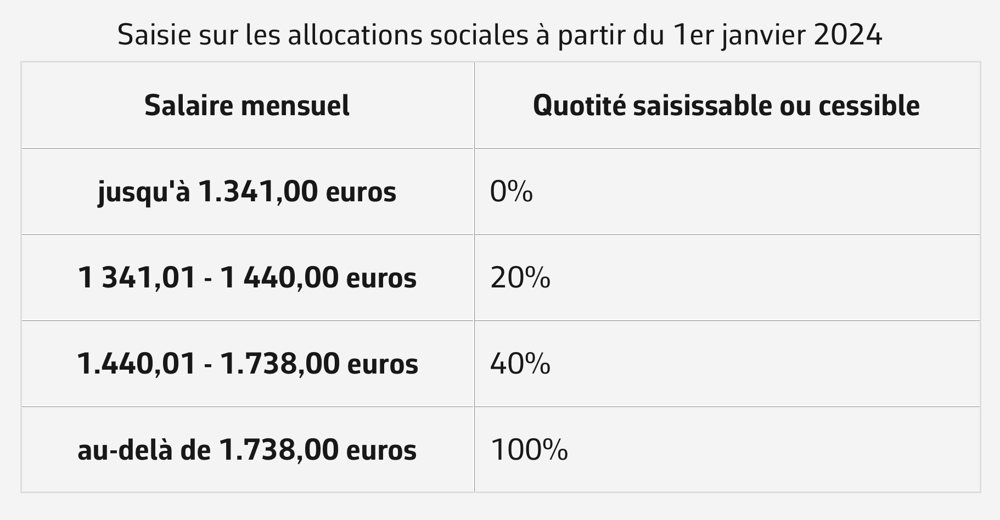 Saisie sur les allocations sociales à partir du 1er janvier 2024
Salaire mensuel
Quotité saisissable ou cessible
jusqu'à 1.341,00 euros
0%
1 341,01 - 1 440,00 euros
20%
1.440,01 - 1.738,00 euros
40%
au-delà de 1.738,00 euros
100%